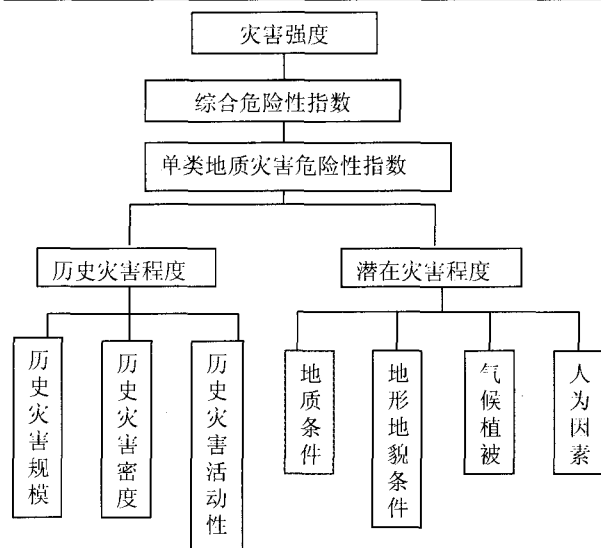 灾害强度
综合危险性指数
单类地质灾害危险性指数
历史灾害程度
潜在灾害程度
历史灾害规模
历史灾害密度
历史灾害活动性
地质条件
地形地貌条件
气候植被
人为因素